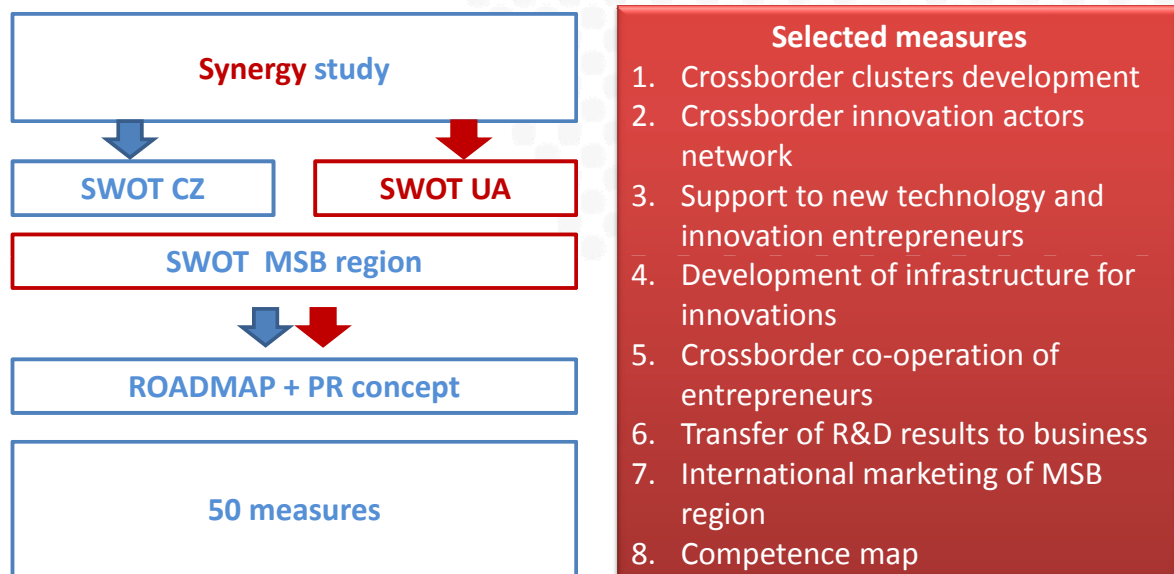 Synergy study
SWOT CZ
SWOT UA
SWOT MSB region
ROADMAP + PR concept
50 measures
Selected measures
1. Crossborder clusters development
2. Crossborder innovation actors
network
3. Support to new technology and
innovation entrepreneurs
4. Development of infrastructure for
innovations
5. Crossborder co-operation of
entrepreneurs
6. Transfer of R&D results to business
7. International marketing of MSB
region
8. Competence map